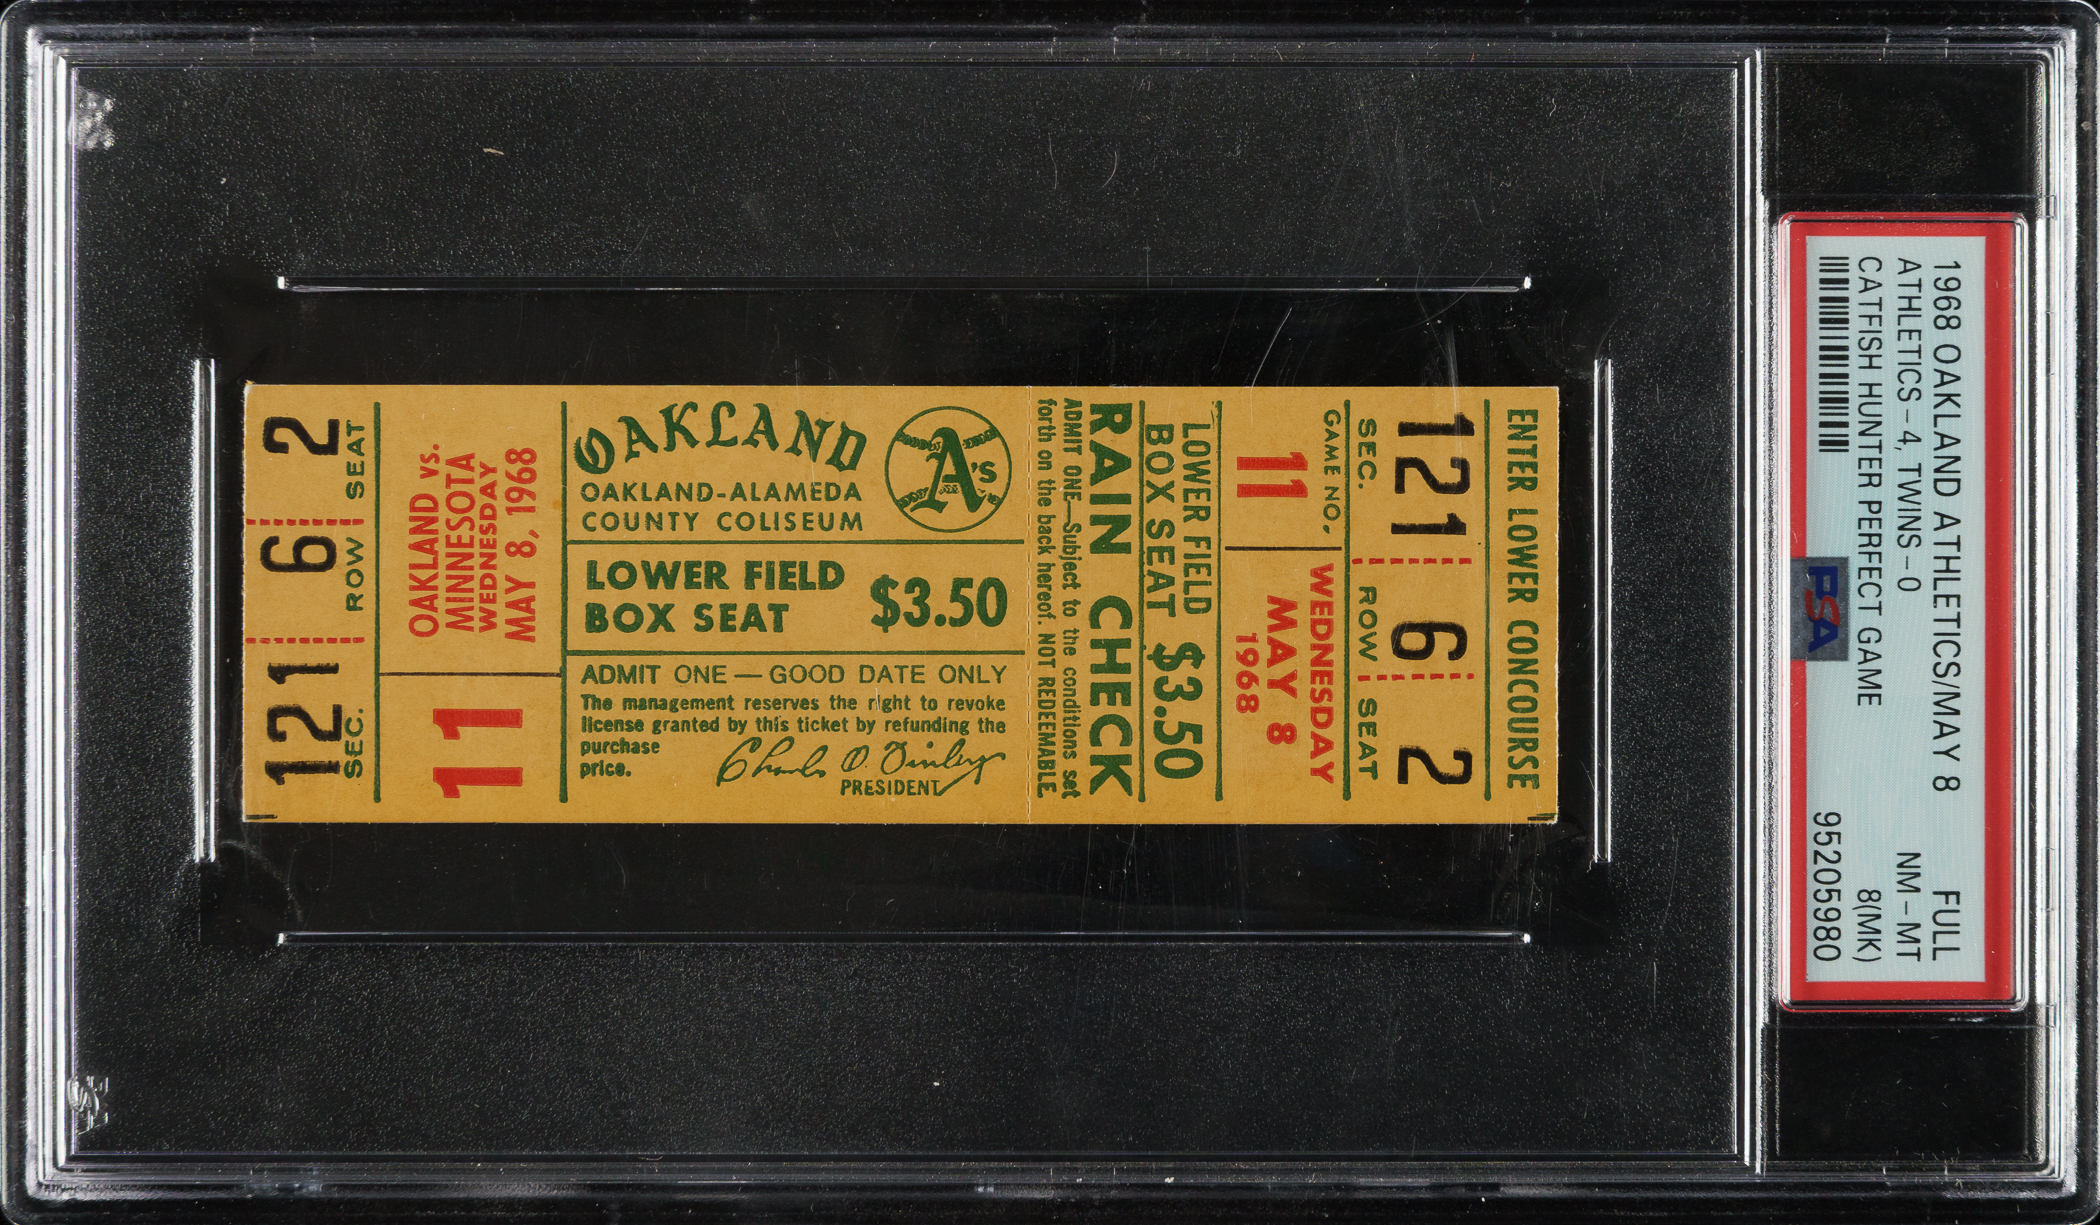 1968 OAKLAND ATHLETICS/MAY 8 FULL
ATHLETICS - 4, TWINS - 0 NM - MT
CATFISH HUNTER PERFECT GAME 8(MK)
95205980
PSA
2 SEAT
6 ROW
121 SEC.
OAKLAND vs.
MINNESOTA
WEDNESDAY
MAY 8, 1968
11
OAKLAND
A's
OAKLAND-ALAMEDA
COUNTY COLISEUM
LOWER FIELD
BOX SEAT
$3.50
ADMIT ONE — GOOD DATE ONLY
The management reserves the right to revoke
license granted by this ticket by refunding the
purchase
price.
Charles O. Finley
PRESIDENT
ENTER LOWER CONCOURSE
121 6 2
SEC. ROW SEAT
GAME NO.
11
WEDNESDAY
MAY 8
1968
LOWER FIELD
BOX SEAT $3.50
RAIN CHECK
ADMIT ONE—Subject to the conditions set
forth on the back hereof. NOT REDEEMABLE.